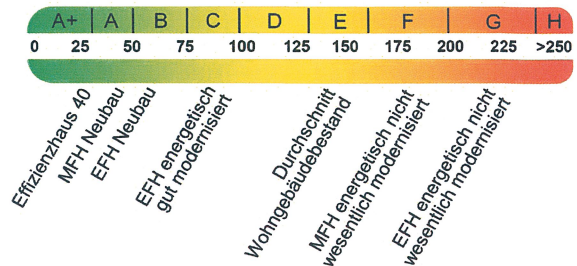 A+ A B C D E F G H
0 25 50 75 100 125 150 175 200 225 >250
Effizienzhaus 40
MFH Neubau
EFH Neubau
EFH energetisch
gut modernisiert
Durchschnitt
Wohngebäudebestand
MFH energetisch nicht
wesentlich modernisiert
EFH energetisch nicht
wesentlich modernisiert